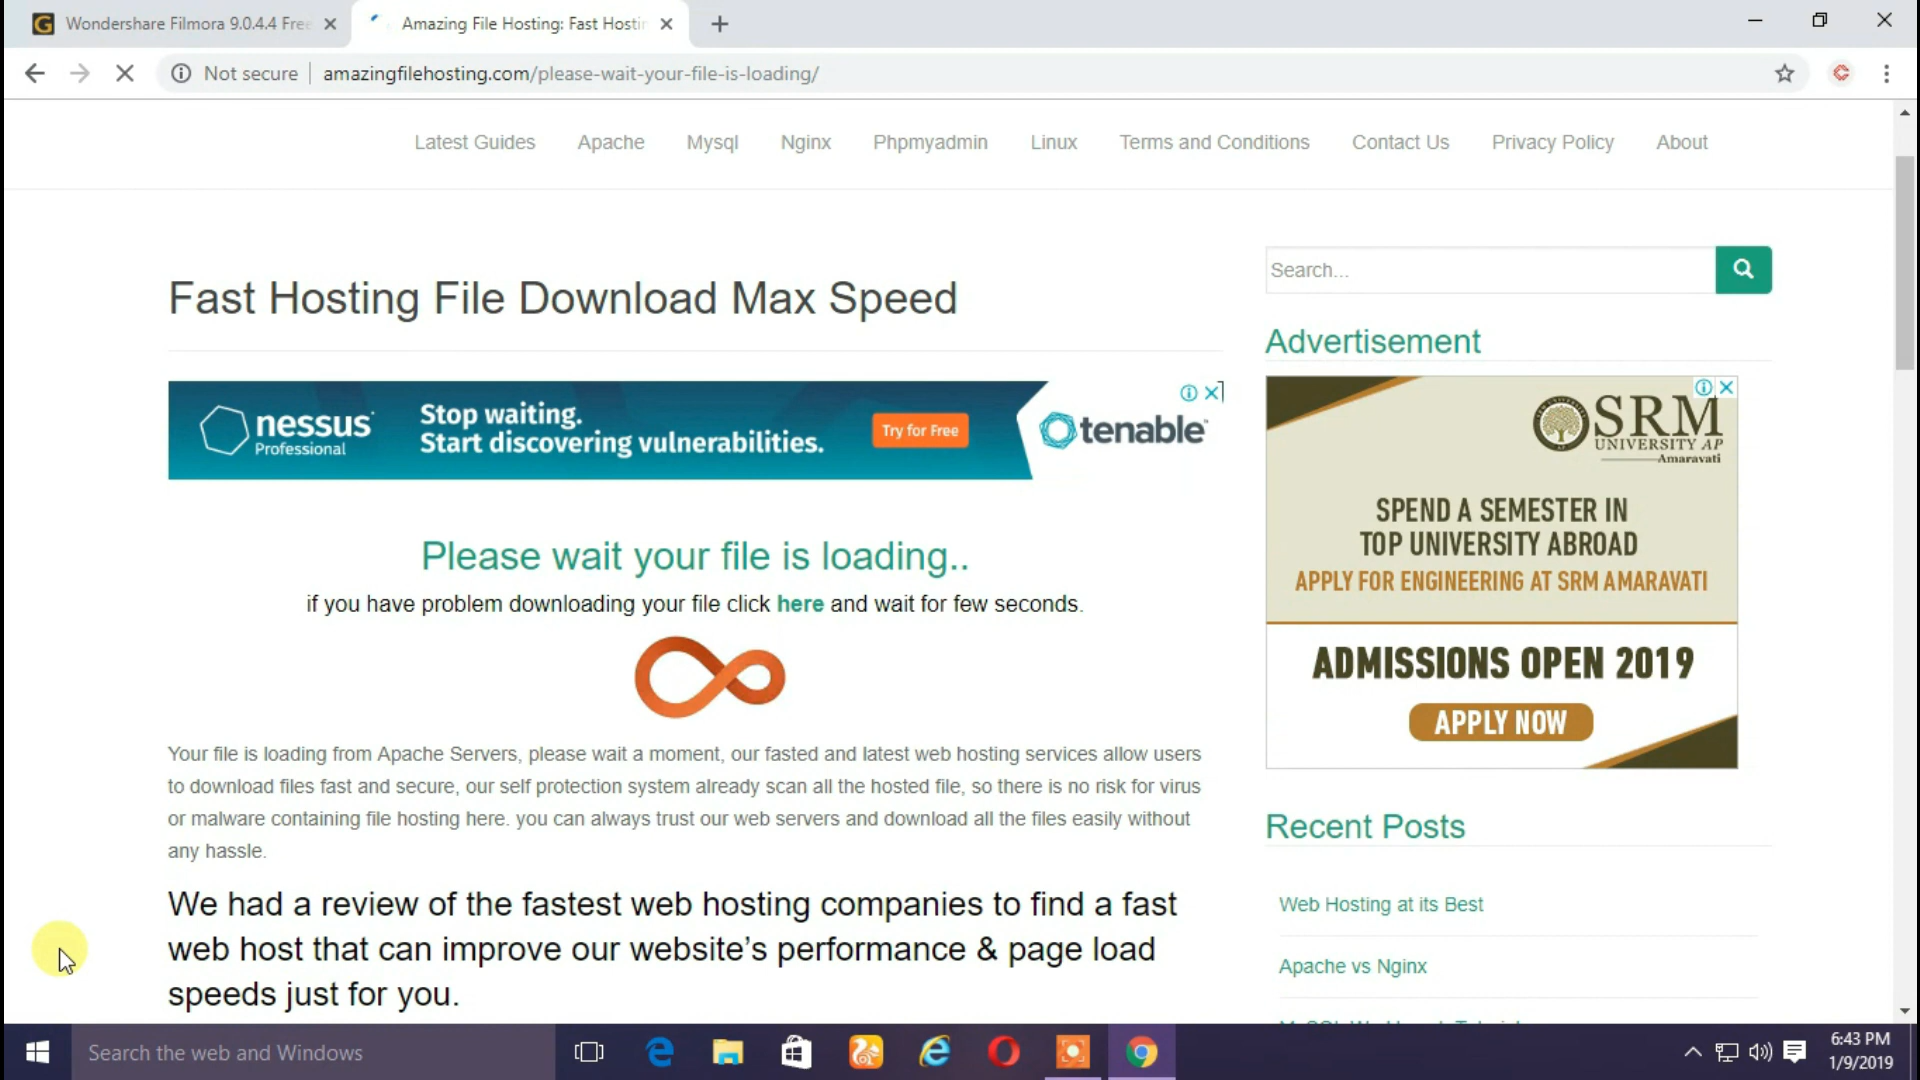 Wondershare Filmora 9.0.4.4 Free
Amazing File Hosting: Fast Hostin
Not secure
amazingfilehosting.com/please-wait-your-file-is-loading/
Latest Guides
Apache
Mysql
Nginx
Phpmyadmin
Linux
Terms and Conditions
Contact Us
Privacy Policy
About
Fast Hosting File Download Max Speed
Search...
Advertisement
nessus
Professional
Stop waiting.
Start discovering vulnerabilities.
Try for Free
tenable
SRM
UNIVERSITY AP
Amaravati
SPEND A SEMESTER IN
TOP UNIVERSITY ABROAD
APPLY FOR ENGINEERING AT SRM AMARAVATI
ADMISSIONS OPEN 2019
APPLY NOW
Please wait your file is loading..
if you have problem downloading your file click here and wait for few seconds.
Your file is loading from Apache Servers, please wait a moment, our fasted and latest web hosting services allow users
to download files fast and secure, our self protection system already scan all the hosted file, so there is no risk for virus
or malware containing file hosting here. you can always trust our web servers and download all the files easily without
any hassle.
We had a review of the fastest web hosting companies to find a fast
web host that can improve our website's performance & page load
speeds just for you.
Recent Posts
Web Hosting at its Best
Apache vs Nginx
Search the web and Windows
6:43 PM
1/9/2019